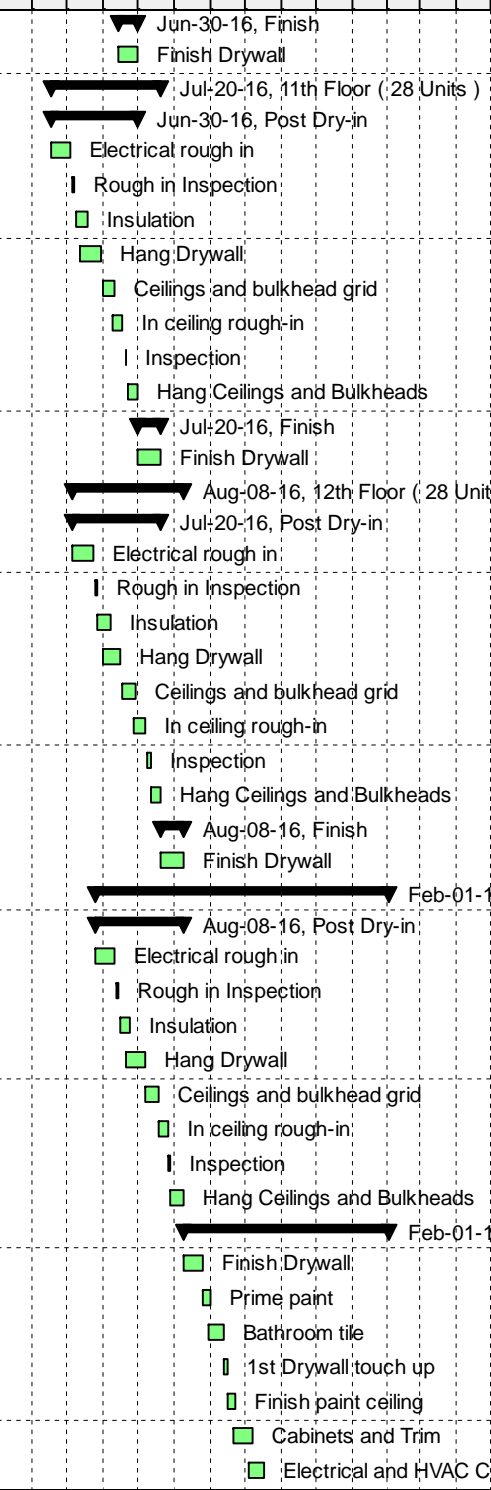 Jun-30-16, Finish
Finish Drywall
Jul-20-16, 11th Floor ( 28 Units )
Jun-30-16, Post Dry-in
Electrical rough in
Rough in Inspection
Insulation
Hang Drywall
Ceilings and bulkhead grid
In ceiling rough-in
Inspection
Hang Ceilings and Bulkheads
Jul-20-16, Finish
Finish Drywall
Aug-08-16, 12th Floor ( 28 Unit
Jul-20-16, Post Dry-in
Electrical rough in
Rough in Inspection
Insulation
Hang Drywall
Ceilings and bulkhead grid
In ceiling rough-in
Inspection
Hang Ceilings and Bulkheads
Aug-08-16, Finish
Finish Drywall
Feb-01-1
Aug-08-16, Post Dry-in
Electrical rough in
Rough in Inspection
Insulation
Hang Drywall
Ceilings and bulkhead grid
In ceiling rough-in
Inspection
Hang Ceilings and Bulkheads
Feb-01-1
Finish Drywall
Prime paint
Bathroom tile
1st Drywall touch up
Finish paint ceiling
Cabinets and Trim
Electrical and HVAC C